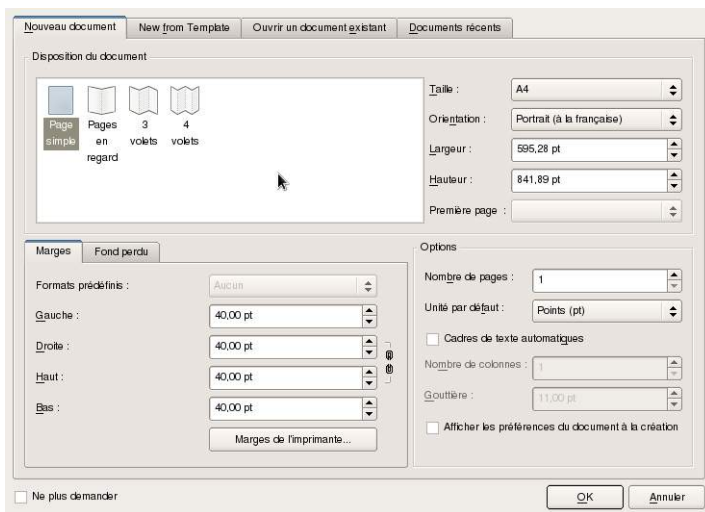 Nouveau document New from Template Ouvrir un document existant Documents récents
Disposition du document
Page simple
Pages en regard
3 volets
4 volets
Taille : A4
Orientation : Portrait (à la française)
Largeur : 595,28 pt
Hauteur : 841,89 pt
Première page :
Marges Fond perdu
Formats prédéfinis : Aucun
Gauche : 40,00 pt
Droite : 40,00 pt
Haut : 40,00 pt
Bas : 40,00 pt
Marges de l'imprimante...
Options
Nombre de pages : 1
Unité par défaut : Points (pt)
Cadres de texte automatiques
Nombre de colonnes : 1
Gouttière : 11,00 pt
Afficher les préférences du document à la création
Ne plus demander
OK Annuler